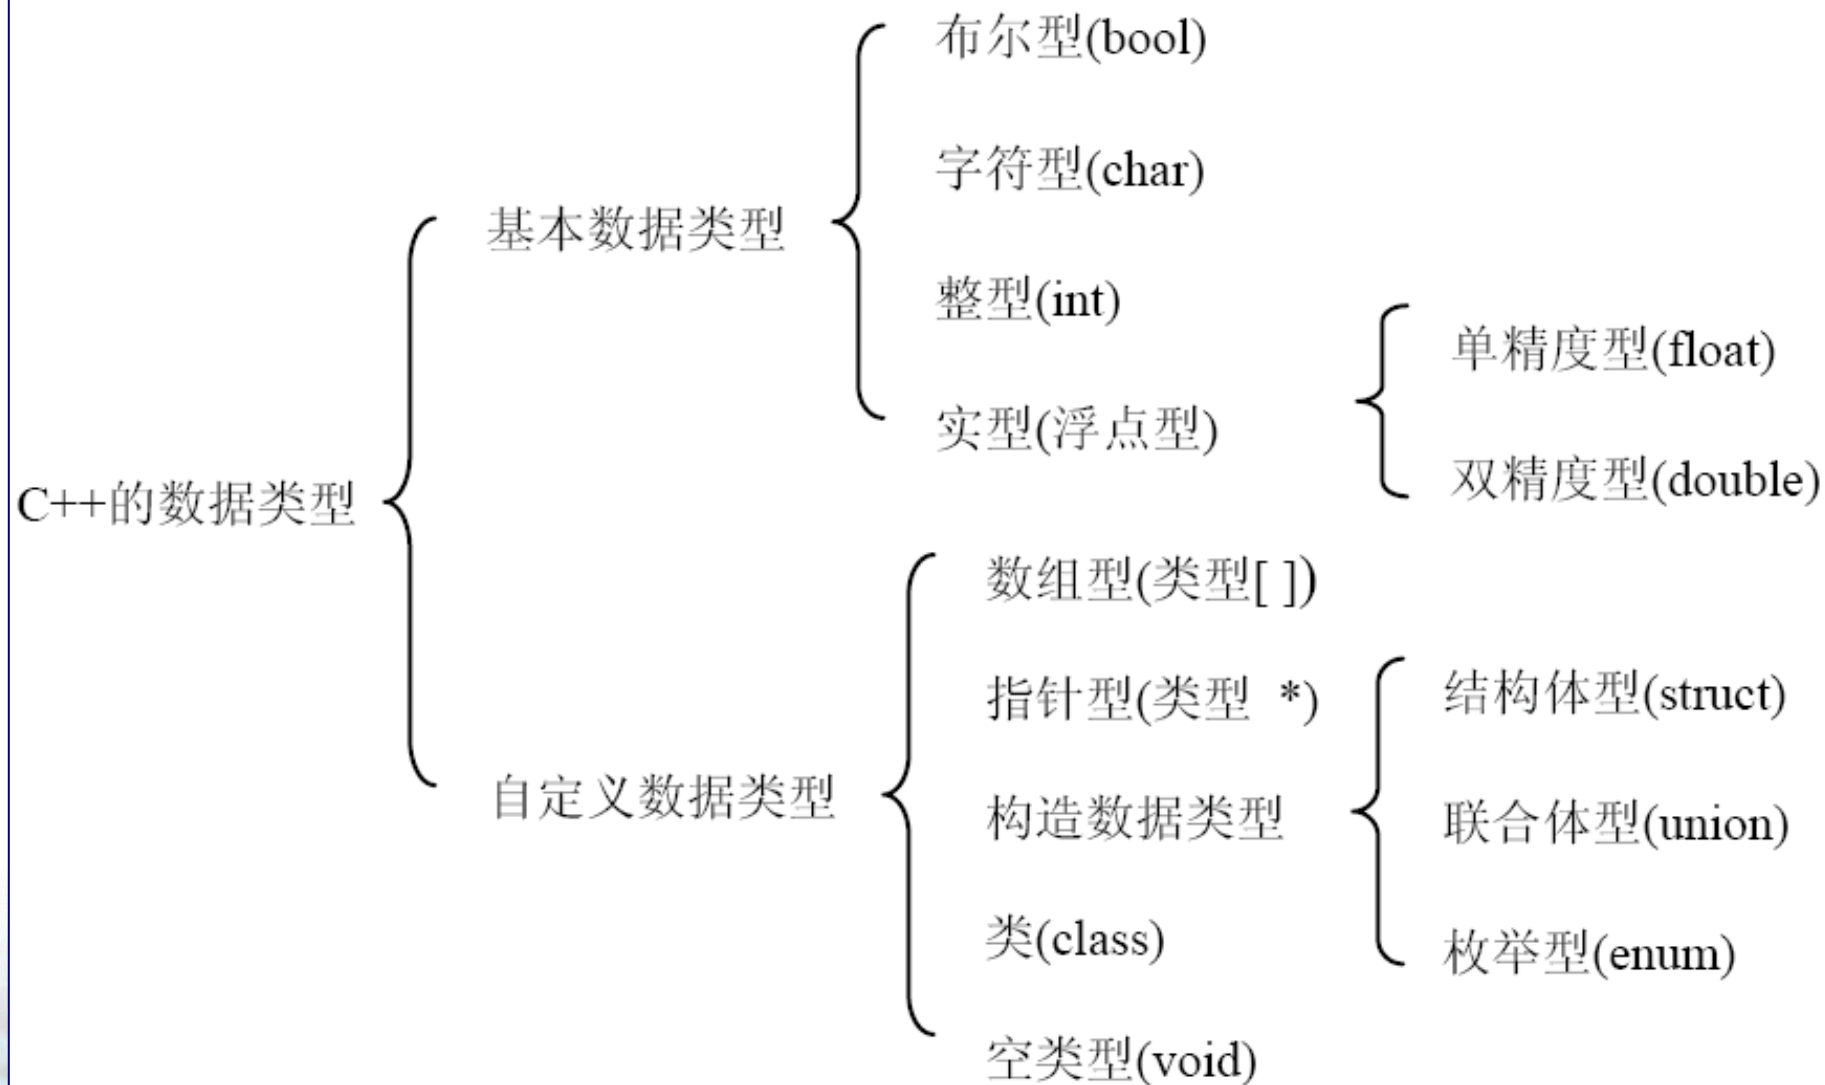 C++的数据类型
基本数据类型
布尔型(bool)
字符型(char)
整型(int)
实型(浮点型)
单精度型(float)
双精度型(double)
自定义数据类型
数组型(类型[ ])
指针型(类型 *)
构造数据类型
结构体型(struct)
联合体型(union)
枚举型(enum)
类(class)
空类型(void)